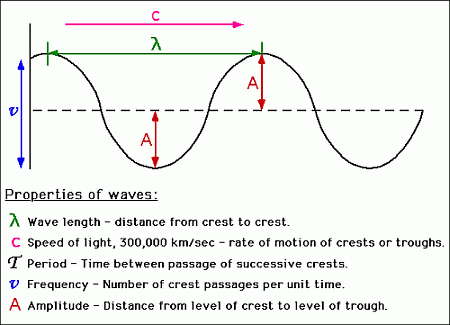 c
λ
A
ν
A
Properties of waves:
λ Wave length - distance from crest to crest.
c Speed of light, 300,000 km/sec - rate of motion of crests or troughs.
T Period - Time between passage of successive crests.
ν Frequency - Number of crest passages per unit time.
A Amplitude - Distance from level of crest to level of trough.